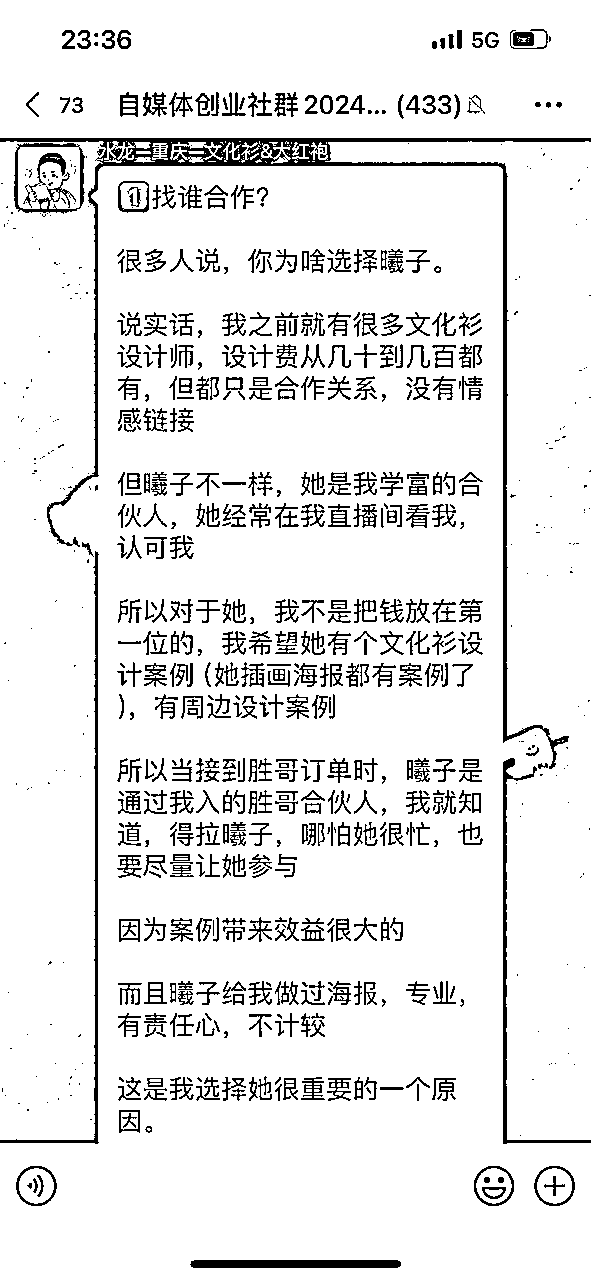 23:36
5G
73 自媒体创业社群2024... (433)
水龙=重庆=文化衫&大红袍
①找谁合作？
很多人说，你为啥选择曦子。
说实话，我之前就有很多文化衫
设计师，设计费从几十到几百都
有，但都只是合作关系，没有情
感链接
但曦子不一样，她是我学富的合
伙人，她经常在我直播间看我，
认可我
所以对于她，我不是把钱放在第
一位的，我希望她有个文化衫设
计案例（她插画海报都有案例了
），有周边设计案例
所以当接到胜哥订单时，曦子是
通过我入的胜哥合伙人，我就知
道，得拉曦子，哪怕她很忙，也
要尽量让她参与
因为案例带来效益很大的
而且曦子给我做过海报，专业，
有责任心，不计较
这是我选择她很重要的一个原
因。